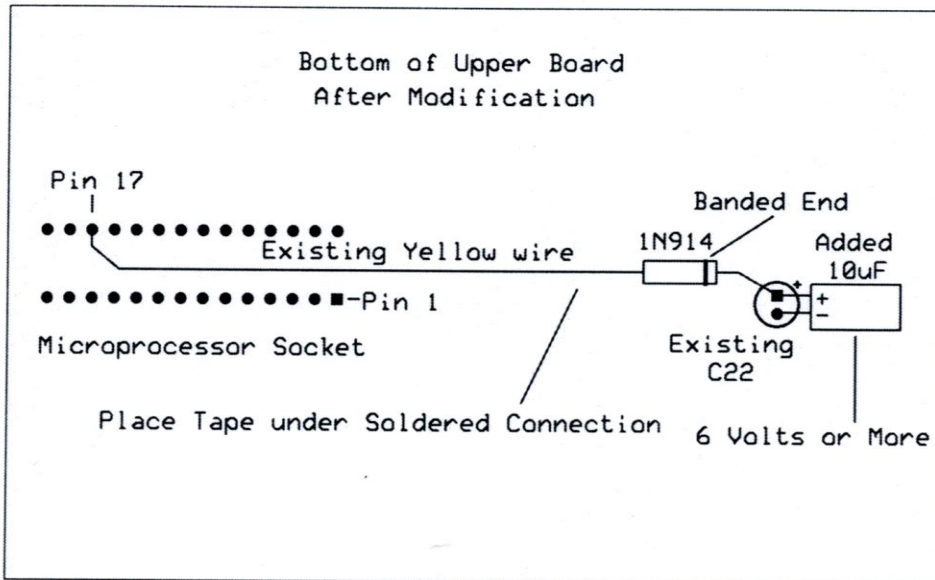 Bottom of Upper Board
After Modification
Pin 17
Banded End
1N914
Added
10uF
Existing Yellow wire
+
+
−
Pin 1
Microprocessor Socket
Existing
C22
Place Tape under Soldered Connection
6 Volts or More